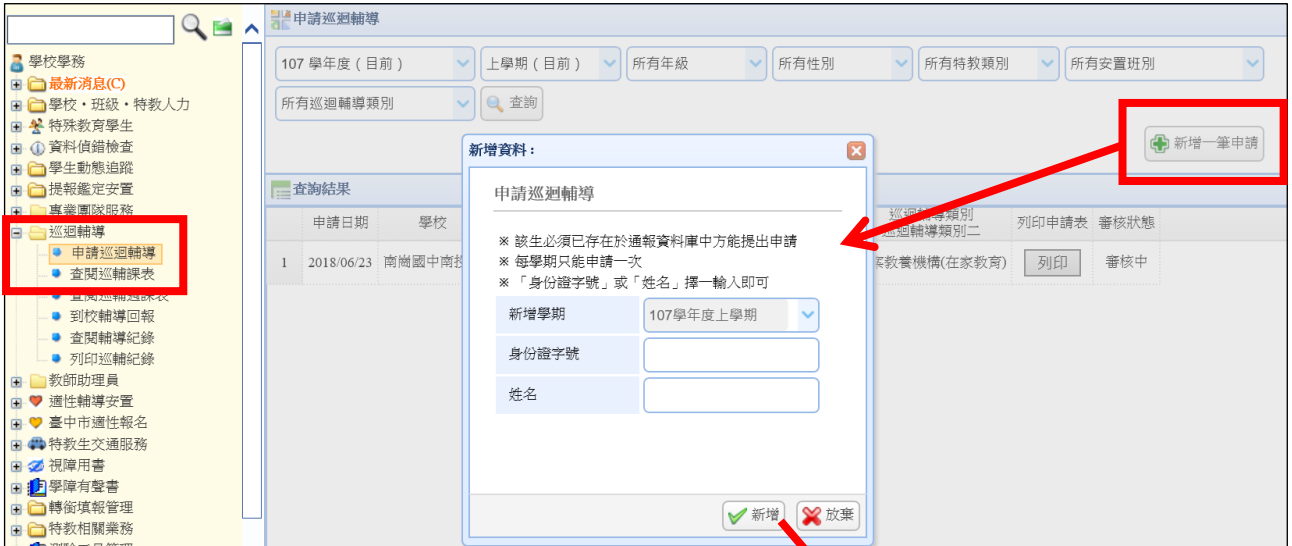 學校學務
最新消息(C)
學校・班級・特教人力
特殊教育學生
資料偵錯檢查
學生動態追蹤
提報鑑定安置
專業團隊服務
巡迴輔導
申請巡迴輔導
查閱巡輔課表
到校輔導回報
查閱輔導紀錄
列印巡輔紀錄
教師助理員
適性輔導安置
臺中市適性報名
特教生交通服務
視障用書
學障有聲書
轉銜填報管理
特教相關業務
申請巡迴輔導
107 學年度 ( 目前 ) 上學期 ( 目前 ) 所有年級 所有性別 所有特教類別 所有安置班別
所有巡迴輔導類別 查詢
新增一筆申請
查詢結果
申請日期 學校 巡迴輔導類別 列印申請表 審核狀態
巡迴輔導類別二
1 2018/06/23 南崗國中南投 教養機構(在家教育) 列印 審核中
新增資料：
申請巡迴輔導
※ 該生必須已存在於通報資料庫中方能提出申請
※ 每學期只能申請一次
※ 「身份證字號」或「姓名」擇一輸入即可
新增學期 107學年度上學期
身份證字號
姓名
新增 放棄